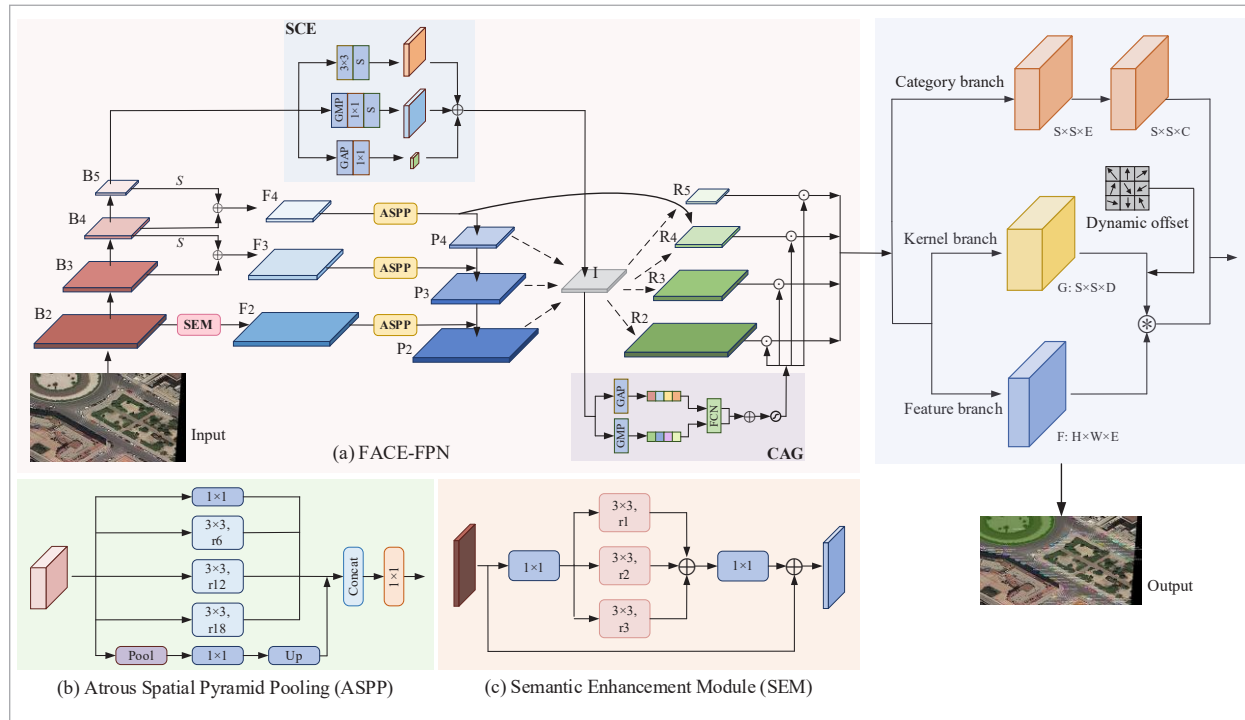 SCE
3×3
S
GMP
1×1
S
GAP
1×1
B5
S
F4
ASPP
B4
S
F3
ASPP
B3
B2
SEM
F2
ASPP
P4
P3
P2
I
R5
R4
R3
R2
Input
(a) FACE-FPN
GAP
GMP
FCN
CAG
Category branch
S×S×E
S×S×C
Dynamic offset
Kernel branch
G: S×S×D
Feature branch
F: H×W×E
Output
1×1
3×3,
r6
3×3,
r12
3×3,
r18
Pool
1×1
Up
Concat
1×1
(b) Atrous Spatial Pyramid Pooling (ASPP)
1×1
3×3,
r1
3×3,
r2
3×3,
r3
1×1
(c) Semantic Enhancement Module (SEM)